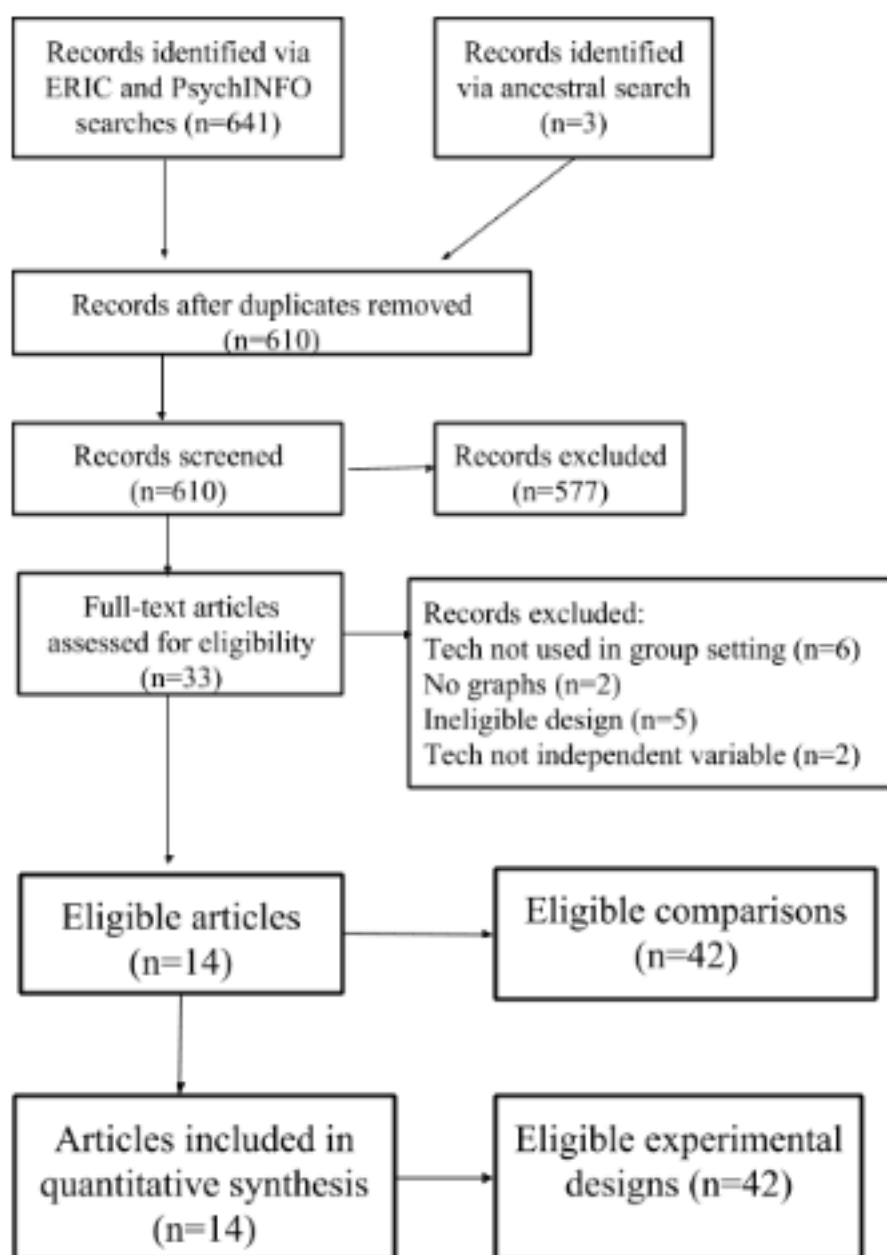 Records identified via
ERIC and PsychINFO
searches (n=641)
Records identified
via ancestral search
(n=3)
Records after duplicates removed
(n=610)
Records screened
(n=610)
Records excluded
(n=577)
Full-text articles
assessed for eligibility
(n=33)
Records excluded:
Tech not used in group setting (n=6)
No graphs (n=2)
Ineligible design (n=5)
Tech not independent variable (n=2)
Eligible articles
(n=14)
Eligible comparisons
(n=42)
Articles included in
quantitative synthesis
(n=14)
Eligible experimental
designs (n=42)